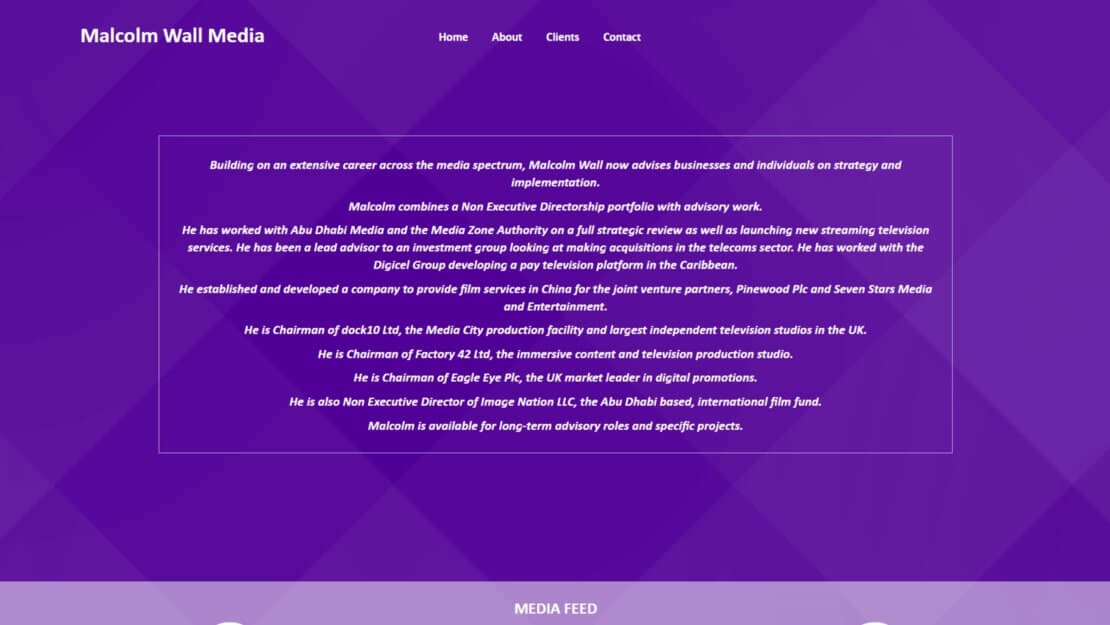 Malcolm Wall Media
Home About Clients Contact
Building on an extensive career across the media spectrum, Malcolm Wall now advises businesses and individuals on strategy and
implementation.
Malcolm combines a Non Executive Directorship portfolio with advisory work.
He has worked with Abu Dhabi Media and the Media Zone Authority on a full strategic review as well as launching new streaming television
services. He has been a lead advisor to an investment group looking at making acquisitions in the telecoms sector. He has worked with the
Digicel Group developing a pay television platform in the Caribbean.
He established and developed a company to provide film services in China for the joint venture partners, Pinewood Plc and Seven Stars Media
and Entertainment.
He is Chairman of dock10 Ltd, the Media City production facility and largest independent television studios in the UK.
He is Chairman of Factory 42 Ltd, the immersive content and television production studio.
He is Chairman of Eagle Eye Plc, the UK market leader in digital promotions.
He is also Non Executive Director of Image Nation LLC, the Abu Dhabi based, international film fund.
Malcolm is available for long-term advisory roles and specific projects.
MEDIA FEED